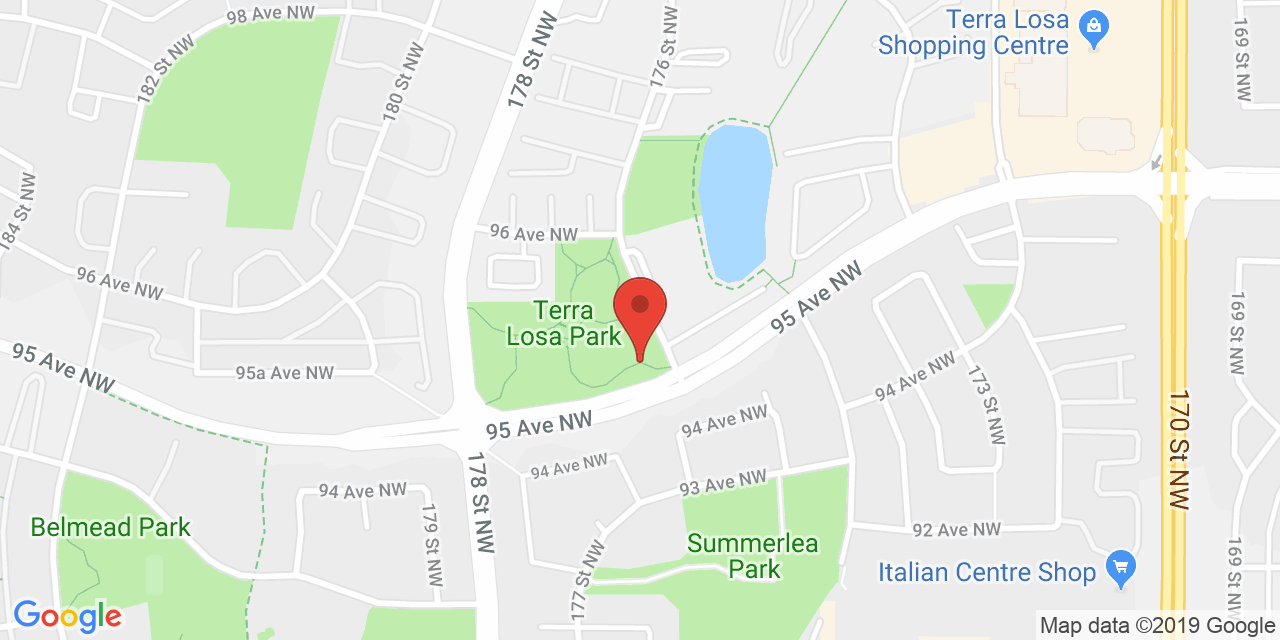 98 Ave NW
182 St NW
180 St NW
178 St NW
176 St NW
Terra Losa
Shopping Centre
169 St NW
184 St NW
96 Ave NW
96 Ave NW
95 Ave NW
Terra
Losa Park
95a Ave NW
95 Ave NW
169 St NW
94 Ave NW
173 St NW
170 St NW
95 Ave NW
94 Ave NW
178 St NW
94 Ave NW
93 Ave NW
94 Ave NW
179 St NW
Belmead Park
92 Ave NW
Summerlea
Park
177 St NW
Italian Centre Shop
169 St NW
Google
Map data ©2019 Google